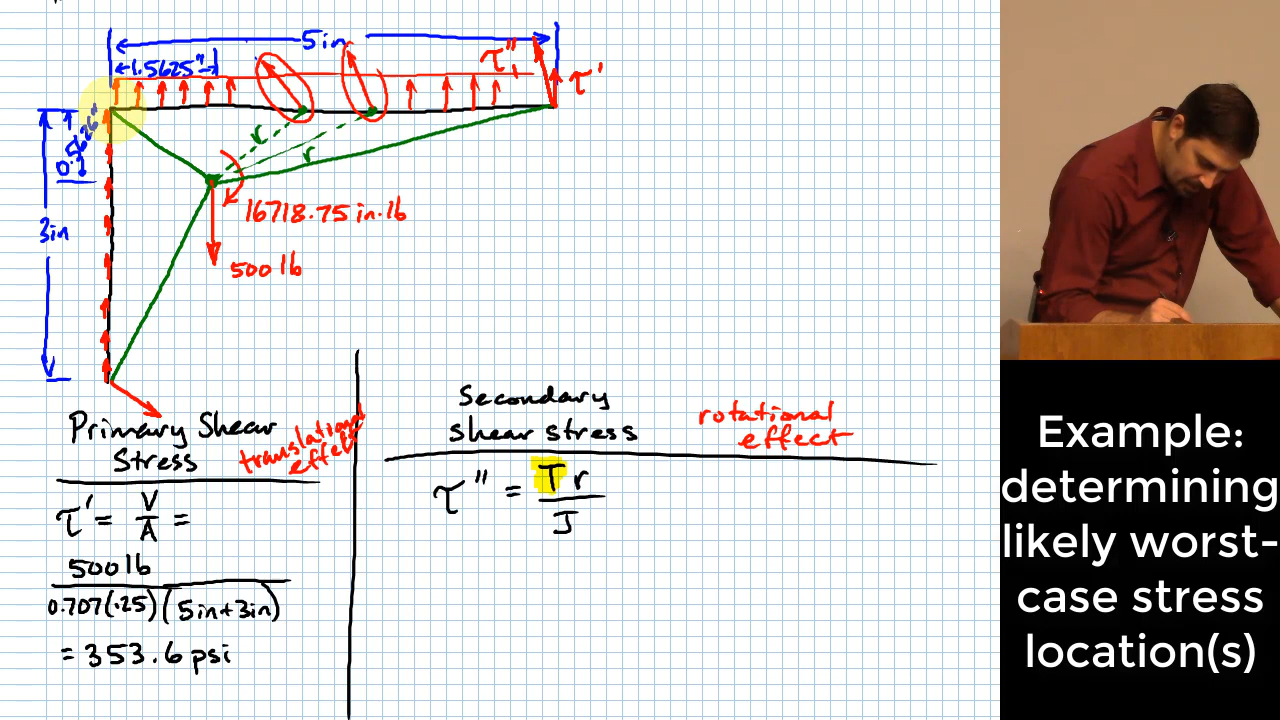 5in
1.5625"
τ₁"
τ'
r
r
3in
16718.75 in·lb
500 lb
Primary Shear
Stress
translational
effect
τ' = V/A =
500 lb
0.707(.25)(5in+3in)
= 353.6 psi
Secondary
shear stress
rotational
effect
τ" = Tr/J
Example:
determining
likely worst-
case stress
location(s)